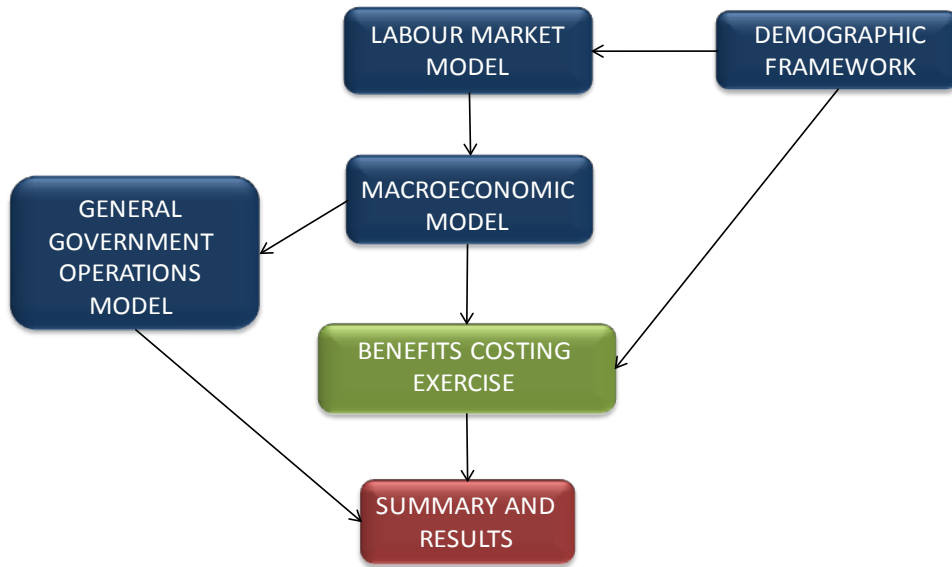 LABOUR MARKET
MODEL
DEMOGRAPHIC
FRAMEWORK
MACROECONOMIC
MODEL
GENERAL
GOVERNMENT
OPERATIONS
MODEL
BENEFITS COSTING
EXERCISE
SUMMARY AND
RESULTS